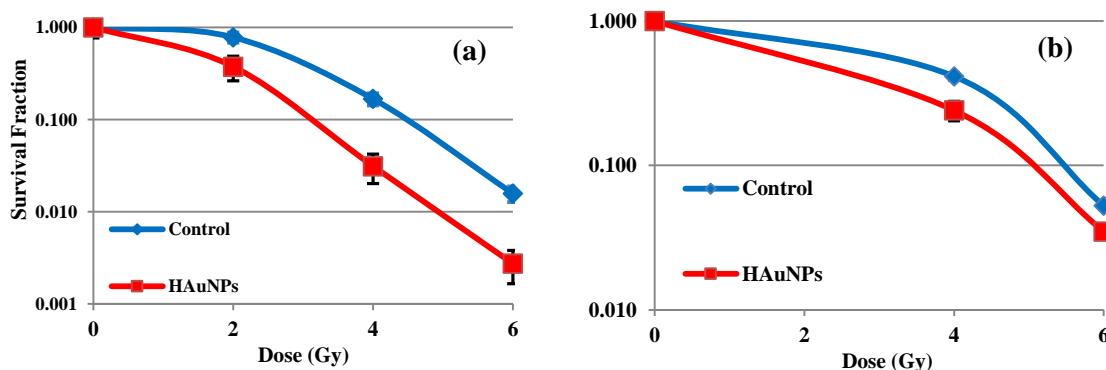 1.000
0.100
0.010
0.001
Survival Fraction
(a)
Control
HAuNPs
0
2
4
6
Dose (Gy)
1.000
0.100
0.010
(b)
Control
HAuNPs
0
2
4
6
Dose (Gy)